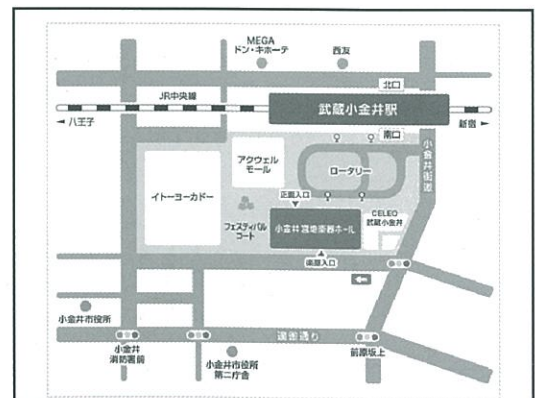 MEGA
ドン・キホーテ
西友
北口
JR中央線
武蔵小金井駅
◄ 八王子
新宿 ►
南口
小金井街道
アクウェル
モール
ロータリー
イトーヨーカドー
正面入口
フェスティバル
コート
小金井 宮地楽器ホール
CELEO
武蔵小金井
楽屋入口
小金井市役所
連雀通り
小金井
消防署前
小金井市役所
第二庁舎
前原坂上